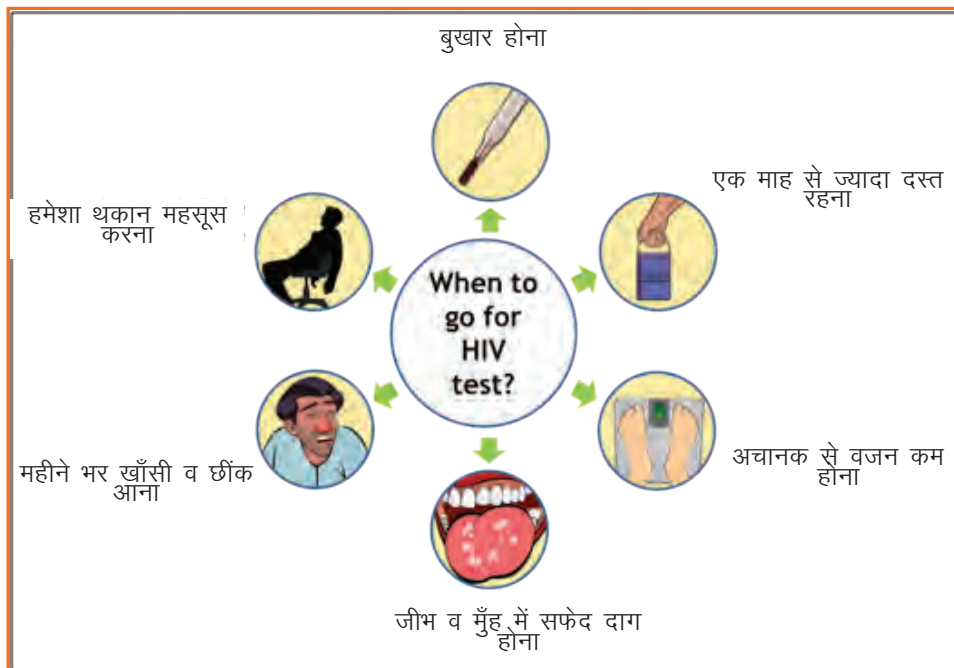 बुखार होना
एक माह से ज्यादा दस्त
रहना
हमेशा थकान महसूस
करना
When to
go for
HIV
test?
महीने भर खाँसी व छींक
आना
अचानक से वजन कम
होना
जीभ व मुँह में सफेद दाग
होना